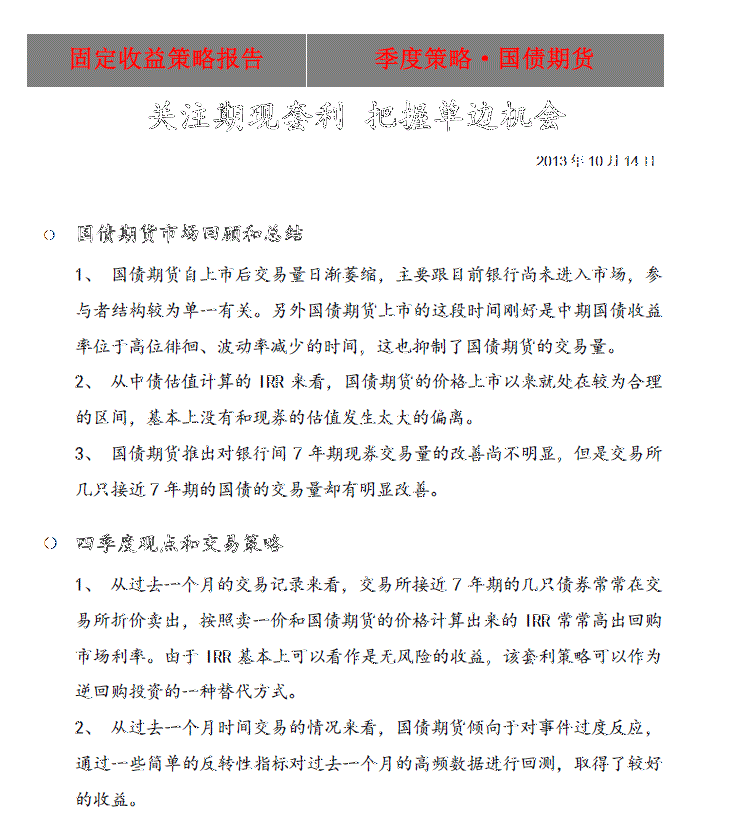 固定收益策略报告 季度策略·国债期货
关注期现套利 把握单边机会
2013年10月14日
○ 国债期货市场回顾和总结
1、 国债期货自上市后交易量日渐萎缩，主要跟目前银行尚未进入市场，参
与者结构较为单一有关。另外国债期货上市的这段时间刚好是中期国债收益
率位于高位徘徊、波动率减少的时间，这也抑制了国债期货的交易量。
2、 从中债估值计算的 IRR 来看，国债期货的价格上市以来就处在较为合理
的区间，基本上没有和现券的估值发生太大的偏离。
3、 国债期货推出对银行间 7 年期现券交易量的改善尚不明显，但是交易所
几只接近 7 年期的国债的交易量却有明显改善。
○ 四季度观点和交易策略
1、 从过去一个月的交易记录来看，交易所接近 7 年期的几只债券常常在交
易所折价卖出，按照卖一价和国债期货的价格计算出来的 IRR 常常高出回购
市场利率。由于 IRR 基本上可以看作是无风险的收益，该套利策略可以作为
逆回购投资的一种替代方式。
2、 从过去一个月时间交易的情况来看，国债期货倾向于对事件过度反应，
通过一些简单的反转性指标对过去一个月的高频数据进行回测，取得了较好
的收益。